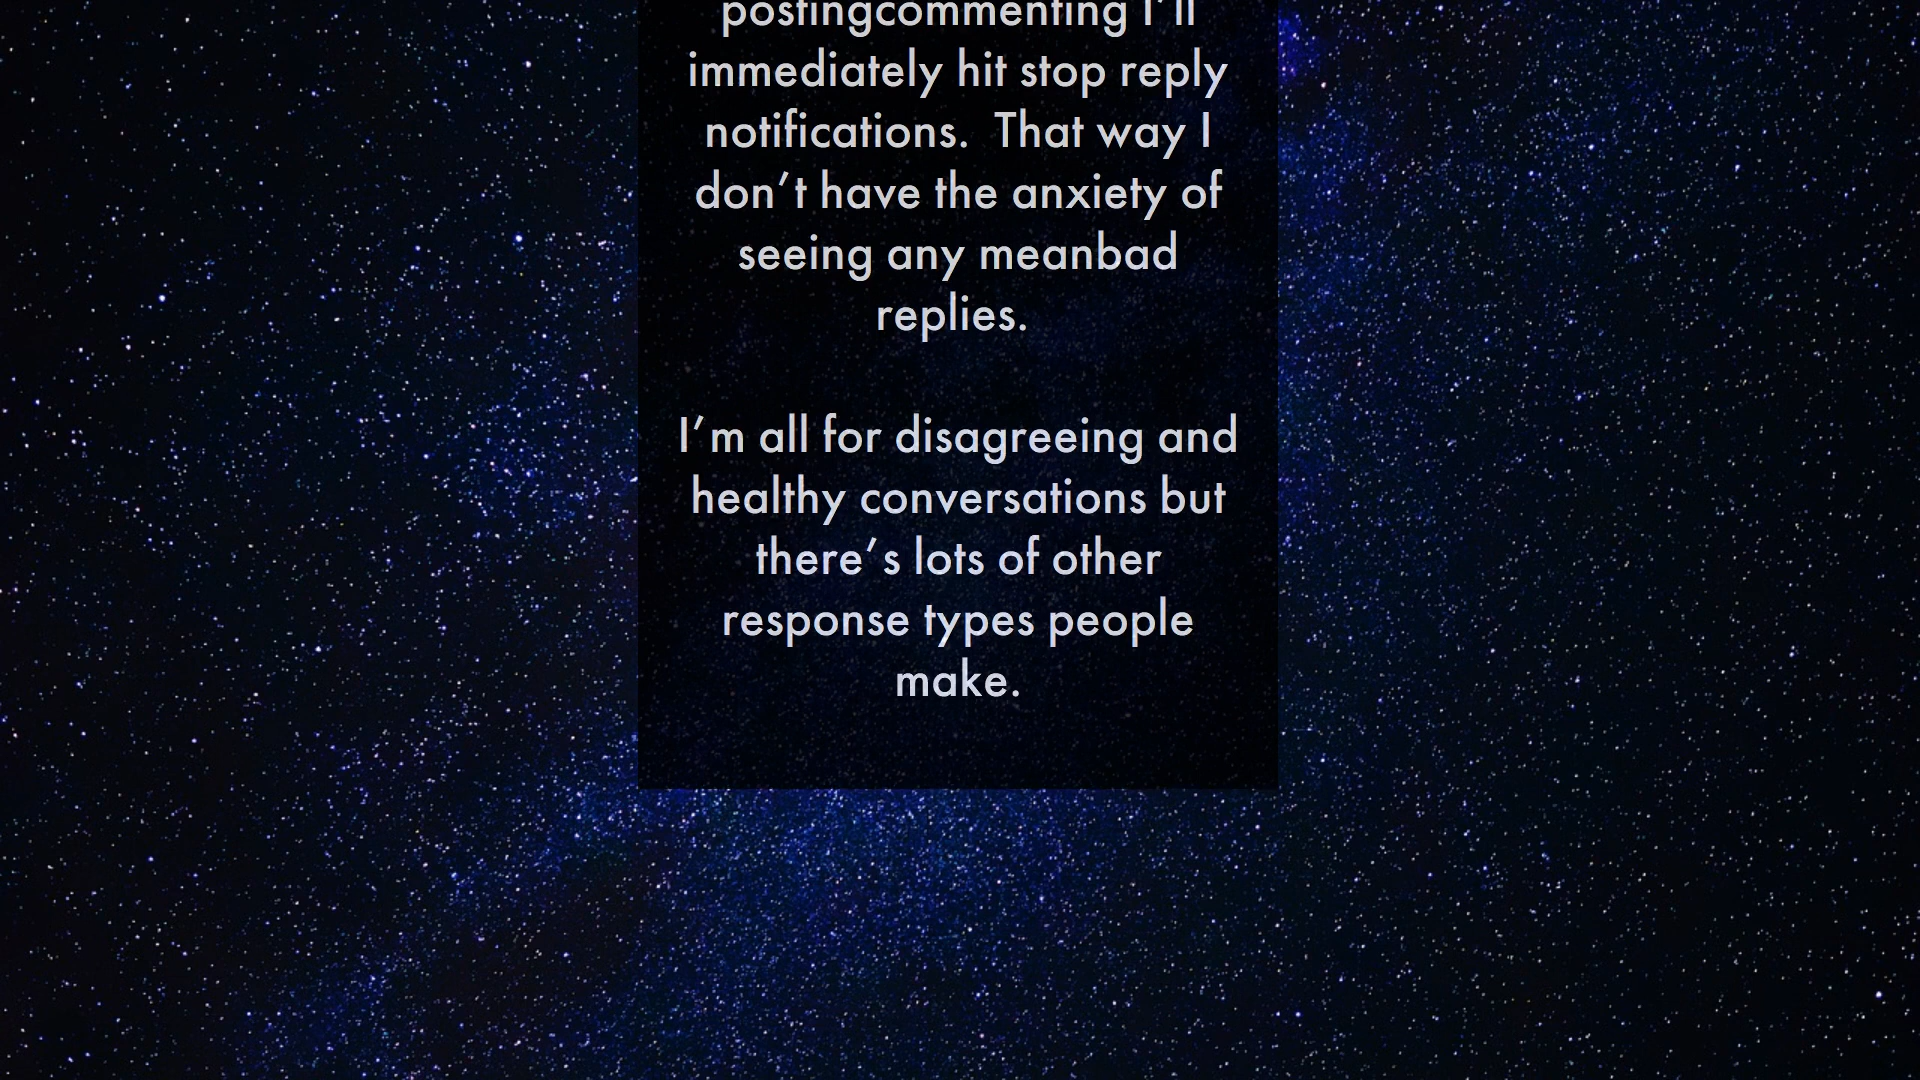 postingcommenting I'll
immediately hit stop reply
notifications.  That way I
don't have the anxiety of
seeing any meanbad
replies.
I'm all for disagreeing and
healthy conversations but
there's lots of other
response types people
make.